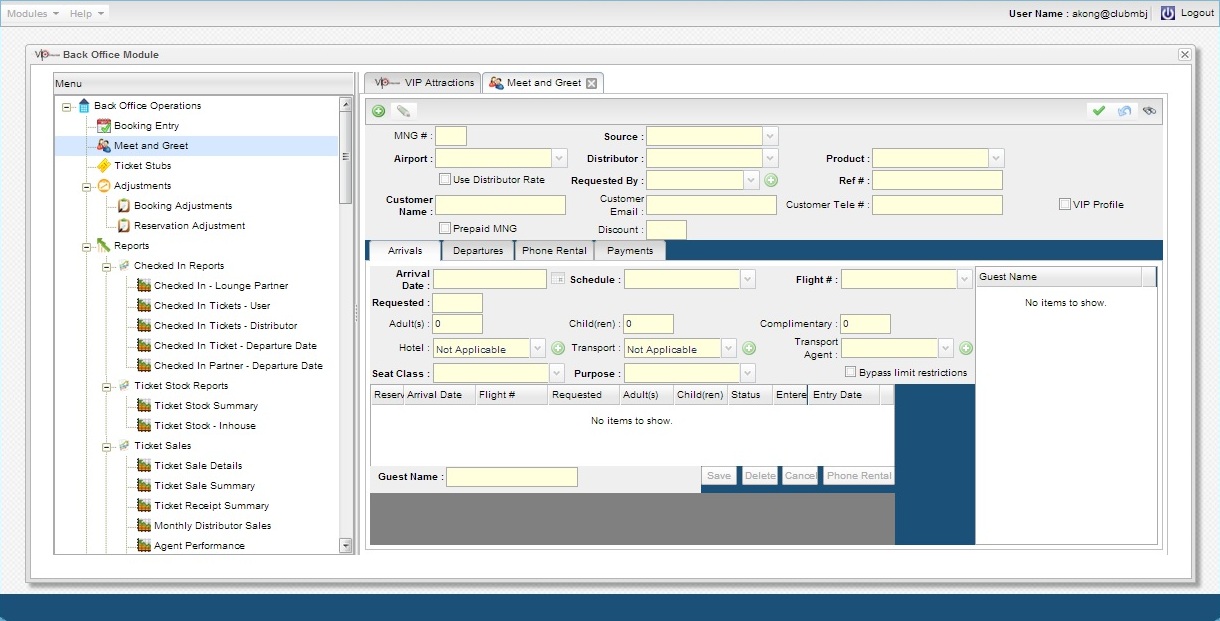 Modules Help User Name : akong@clubmbj Logout
VIP Back Office Module
Menu
Back Office Operations
Booking Entry
Meet and Greet
Ticket Stubs
Adjustments
Booking Adjustments
Reservation Adjustment
Reports
Checked In Reports
Checked In - Lounge Partner
Checked In Tickets - User
Checked In Tickets - Distributor
Checked In Ticket - Departure Date
Checked In Partner - Departure Date
Ticket Stock Reports
Ticket Stock Summary
Ticket Stock - Inhouse
Ticket Sales
Ticket Sale Details
Ticket Sale Summary
Ticket Receipt Summary
Monthly Distributor Sales
Agent Performance
VIP VIP Attractions Meet and Greet
MNG # : Source :
Airport : Distributor : Product :
Use Distributor Rate Requested By : Ref # :
Customer Name : Customer Email : Customer Tele # : VIP Profile
Prepaid MNG Discount :
Arrivals Departures Phone Rental Payments
Arrival Date : Schedule : Flight # :
Requested :
Adult(s) : 0 Child(ren) : 0 Complimentary : 0
Hotel : Not Applicable Transport : Not Applicable Transport Agent :
Seat Class : Purpose : Bypass limit restrictions
Reserv Arrival Date Flight # Requested Adult(s) Child(ren) Status Entere Entry Date
No items to show.
Guest Name : Save Delete Cancel Phone Rental
Guest Name
No items to show.